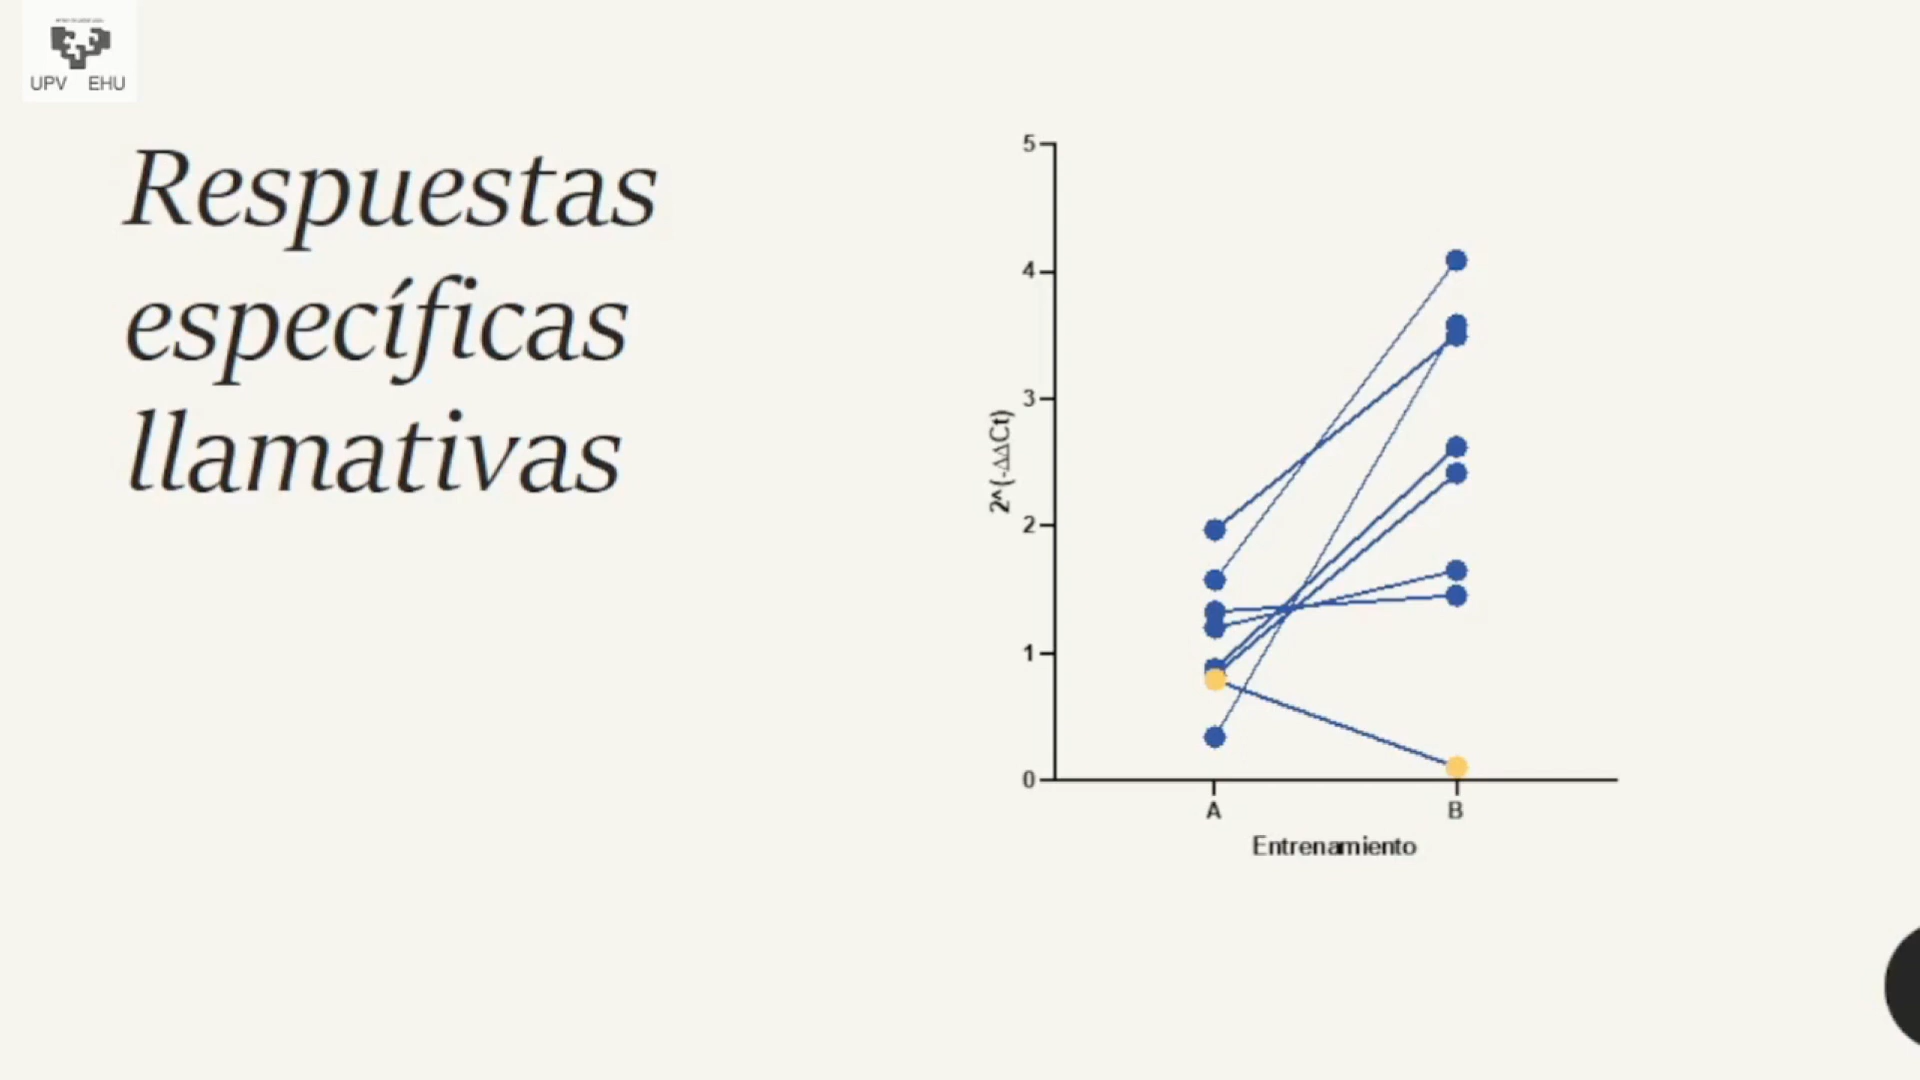 UPV EHU
Respuestas
específicas
llamativas
5
4
3
2
1
0
2^(-ΔΔCt)
A
B
Entrenamiento